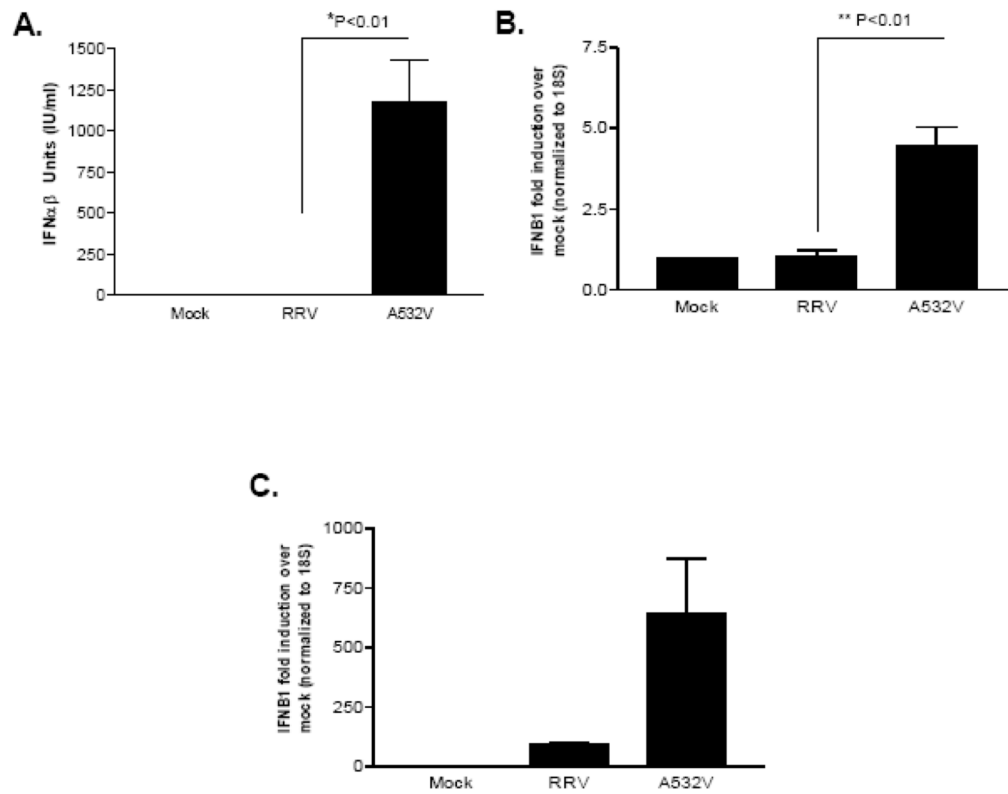 A.
*P<0.01
IFNαβ Units (IU/ml)
1500
1250
1000
750
500
250
0
Mock RRV A532V
B.
** P<0.01
IFNB1 fold induction over
mock (normalized to 18S)
7.5
5.0
2.5
0.0
Mock RRV A532V
C.
IFNB1 fold induction over
mock (normalized to 18S)
1000
750
500
250
0
Mock RRV A532V